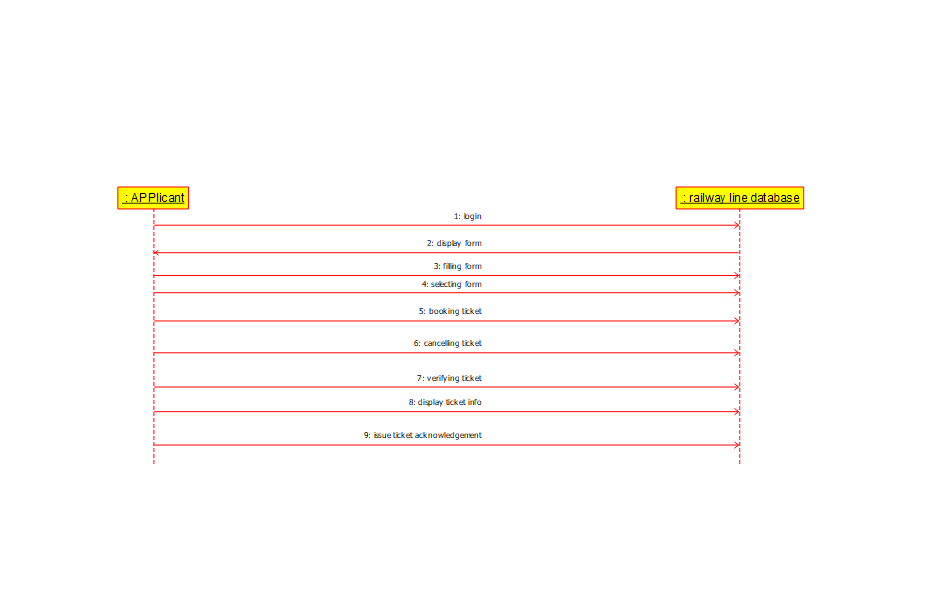 : APPlicant
: railway line database
1: login
2: display form
3: filling form
4: selecting form
5: booking ticket
6: cancelling ticket
7: verifying ticket
8: display ticket info
9: issue ticket acknowledgement